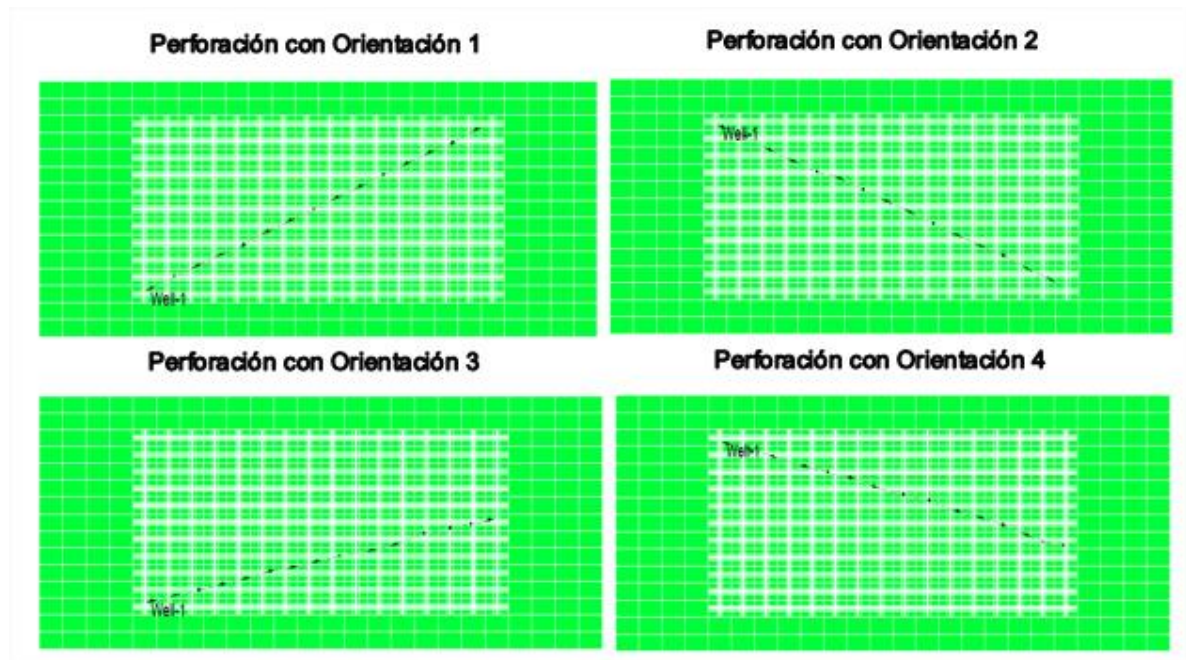 Perforación con Orientación 1
Perforación con Orientación 2
Well-1
Well-1
Perforación con Orientación 3
Perforación con Orientación 4
Well-1
Well-1